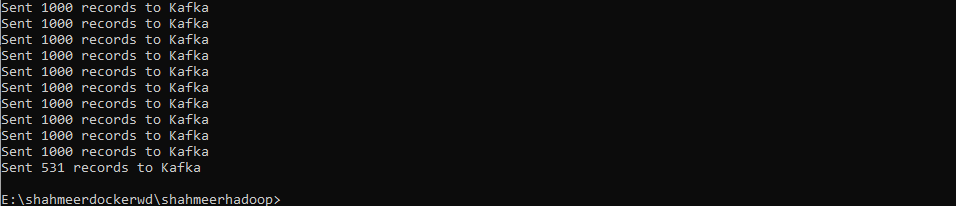 Sent 1000 records to Kafka
Sent 1000 records to Kafka
Sent 1000 records to Kafka
Sent 1000 records to Kafka
Sent 1000 records to Kafka
Sent 1000 records to Kafka
Sent 1000 records to Kafka
Sent 1000 records to Kafka
Sent 1000 records to Kafka
Sent 1000 records to Kafka
Sent 531 records to Kafka
E:\shahmeerdockerwd\shahmeerhadoop>